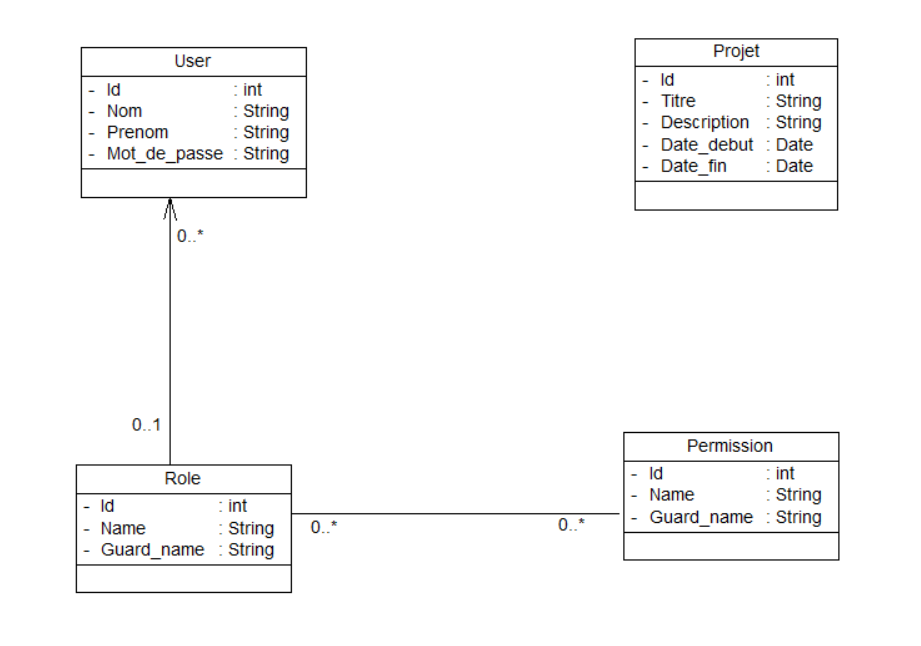 User
- Id : int
- Nom : String
- Prenom : String
- Mot_de_passe : String
Projet
- Id : int
- Titre : String
- Description : String
- Date_debut : Date
- Date_fin : Date
0..*
0..1
Role
- Id : int
- Name : String
- Guard_name : String
0..*
0..*
Permission
- Id : int
- Name : String
- Guard_name : String